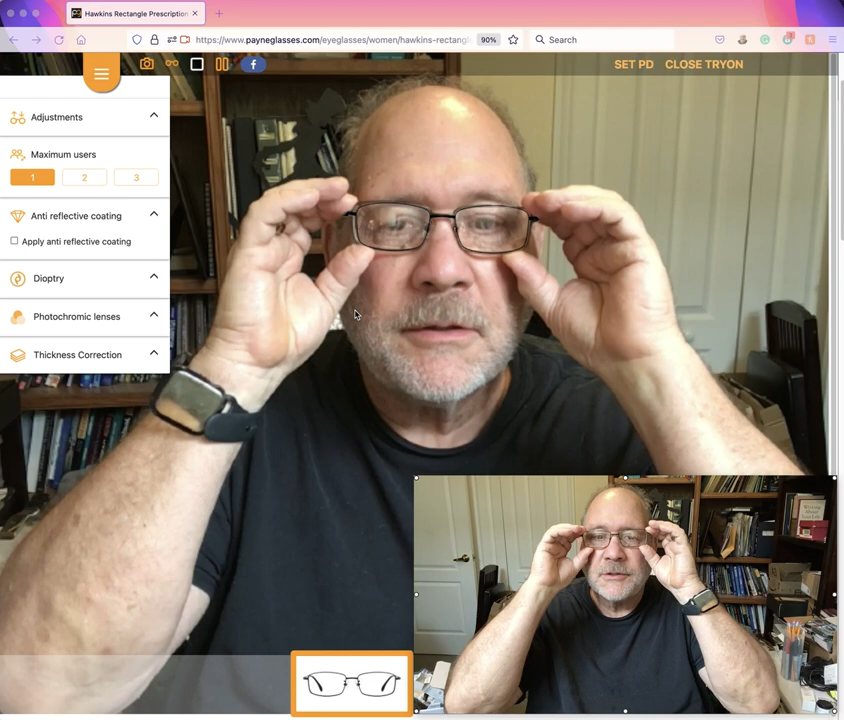 Hawkins Rectangle Prescription
https://www.payneglasses.com/eyeglasses/women/hawkins-rectangl
90%
Search
SET PD
CLOSE TRYON
Adjustments
Maximum users
1
2
3
Anti reflective coating
Apply anti reflective coating
Dioptry
Photochromic lenses
Thickness Correction